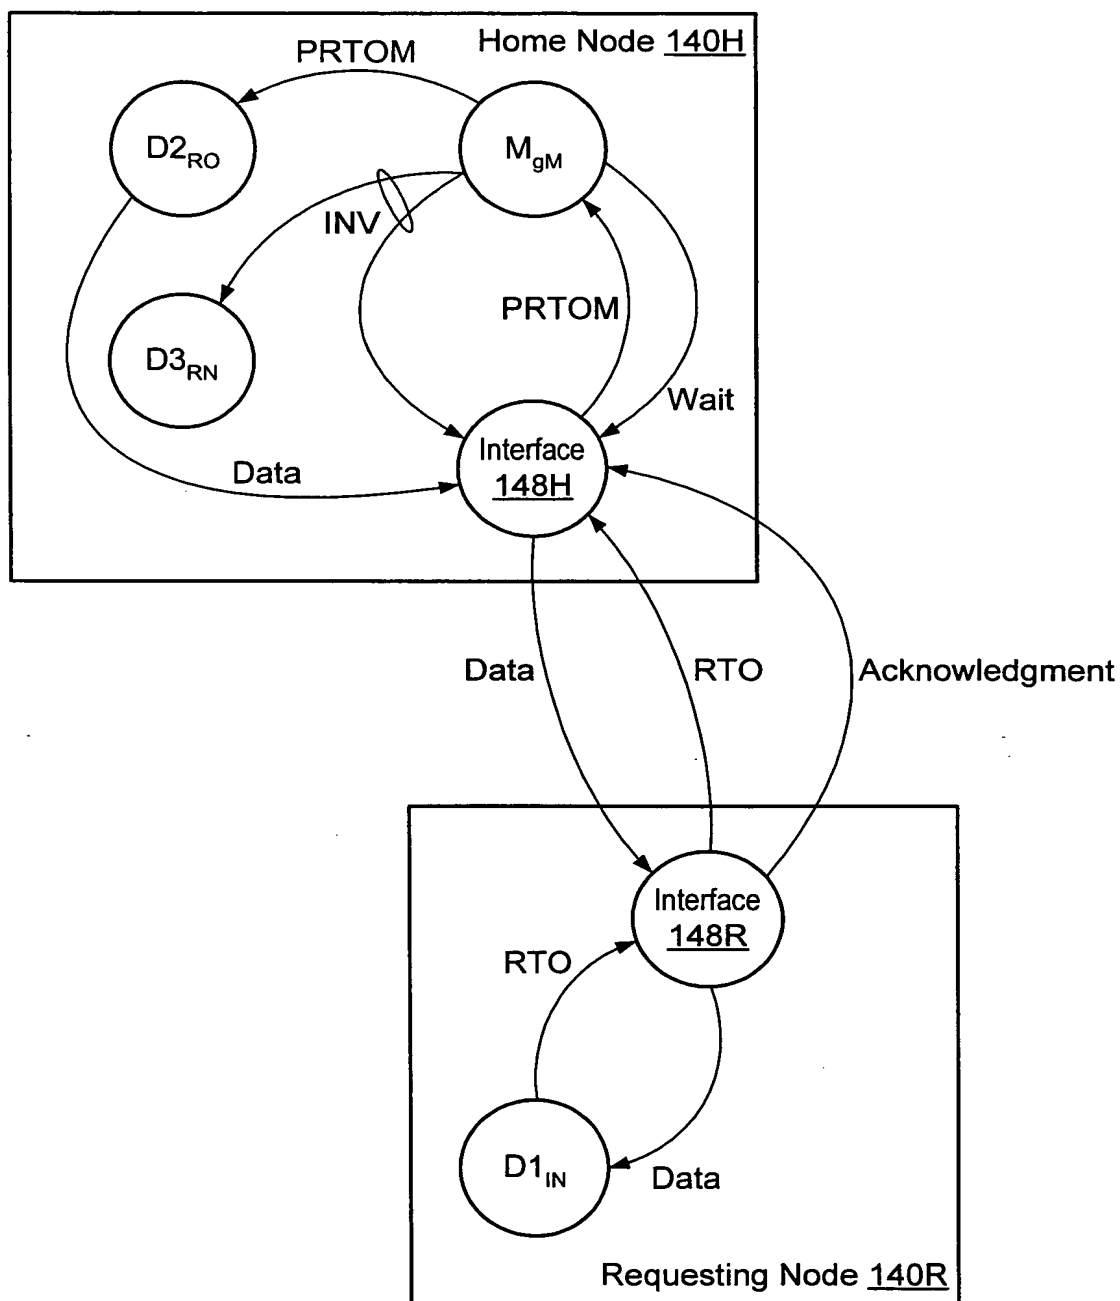 Home Node 140H
PRTOM
D2RO
MgM
INV
PRTOM
D3RN
Wait
Interface
148H
Data
Data
RTO
Acknowledgment
Interface
148R
RTO
D1IN
Data
Requesting Node 140R